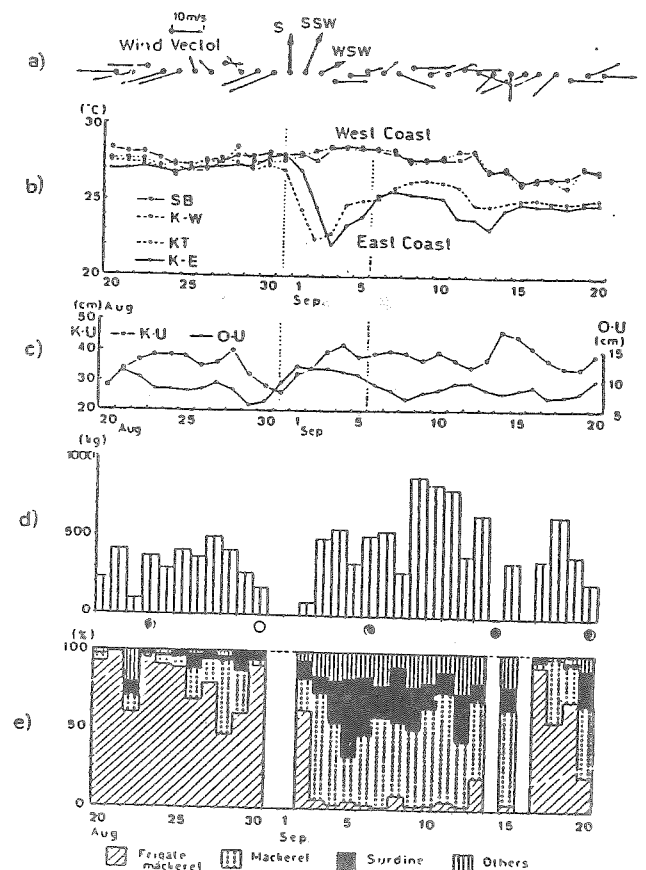 10m/s
Wind Vectol
S
SSW
WSW
a)
(°C)
30
25
20
b)
West Coast
East Coast
SB
K-W
KT
K-E
20 25 30 1 5 10 15 20
Aug Sep.
(cm)
50
40
30
20
K·U
K·U O·U
O·U
(cm)
15
10
5
c)
20 25 30 1 5 10 15 20
Aug Sep
(kg)
1000
500
0
d)
(%)
100
50
0
e)
20 25 30 1 5 10 15 20
Aug Sep.
Frigate mackerel Mackerel Surdine Others